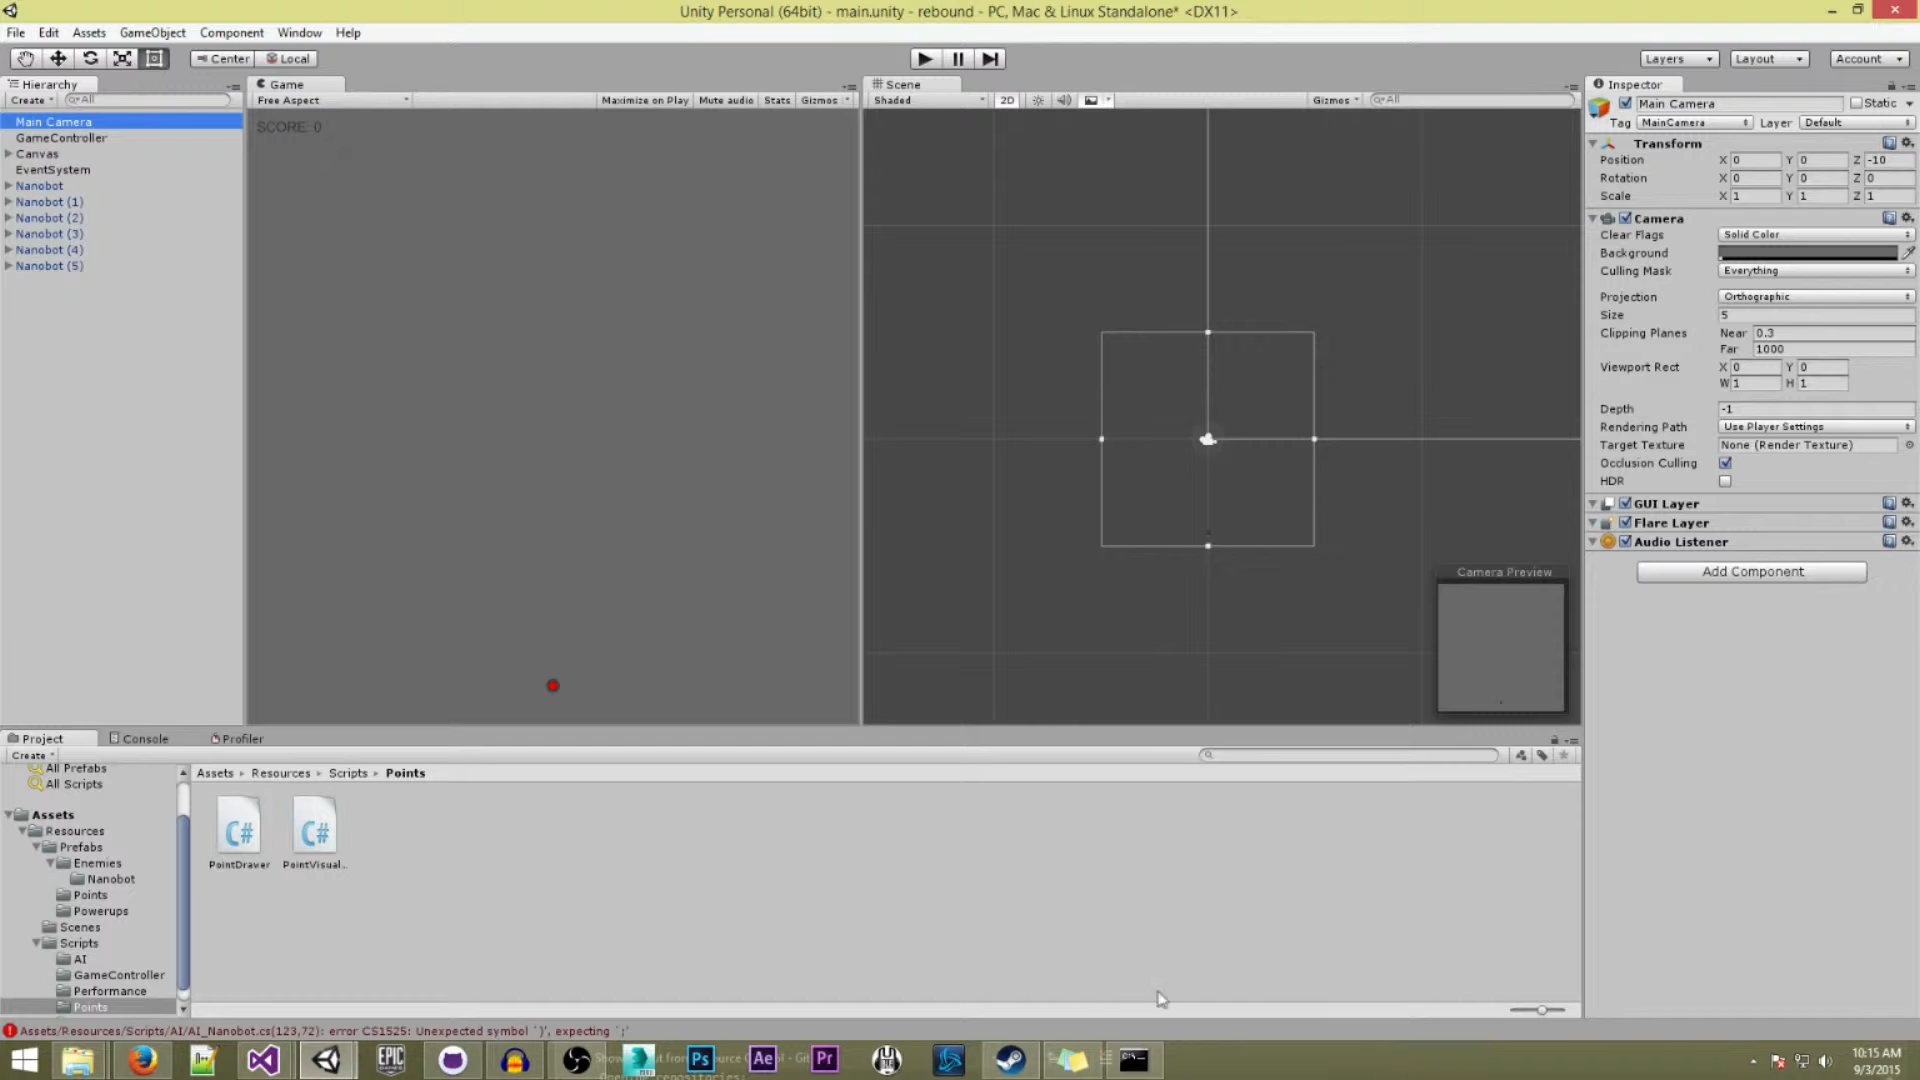 Unity Personal (64bit) - main.unity - rebound - PC, Mac & Linux Standalone* <DX11>
File Edit Assets GameObject Component Window Help
Center Local
Layers Layout Account
Hierarchy
Create All
Main Camera
GameController
Canvas
EventSystem
Nanobot
Nanobot (1)
Nanobot (2)
Nanobot (3)
Nanobot (4)
Nanobot (5)
Game
Free Aspect Maximize on Play Mute audio Stats Gizmos
SCORE: 0
Scene
Shaded 2D Gizmos All
Camera Preview
Inspector
Main Camera Static
Tag MainCamera Layer Default
Transform
Position X 0 Y 0 Z -10
Rotation X 0 Y 0 Z 0
Scale X 1 Y 1 Z 1
Camera
Clear Flags Solid Color
Background
Culling Mask Everything
Projection Orthographic
Size 5
Clipping Planes Near 0.3
Far 1000
Viewport Rect X 0 Y 0
W 1 H 1
Depth -1
Rendering Path Use Player Settings
Target Texture None (Render Texture)
Occlusion Culling
HDR
GUI Layer
Flare Layer
Audio Listener
Add Component
Project Console Profiler
Create
All Prefabs
All Scripts
Assets
Resources
Prefabs
Enemies
Nanobot
Points
Powerups
Scenes
Scripts
AI
GameController
Performance
Points
Assets Resources Scripts Points
C# C#
PointDrawer PointVisual...
Assets/Resources/Scripts/AI/AI_Nanobot.cs(123,72): error CS1525: Unexpected symbol `)', expecting `;'
EPIC GAMES
Ps Ae Pr
10:15 AM
9/3/2015